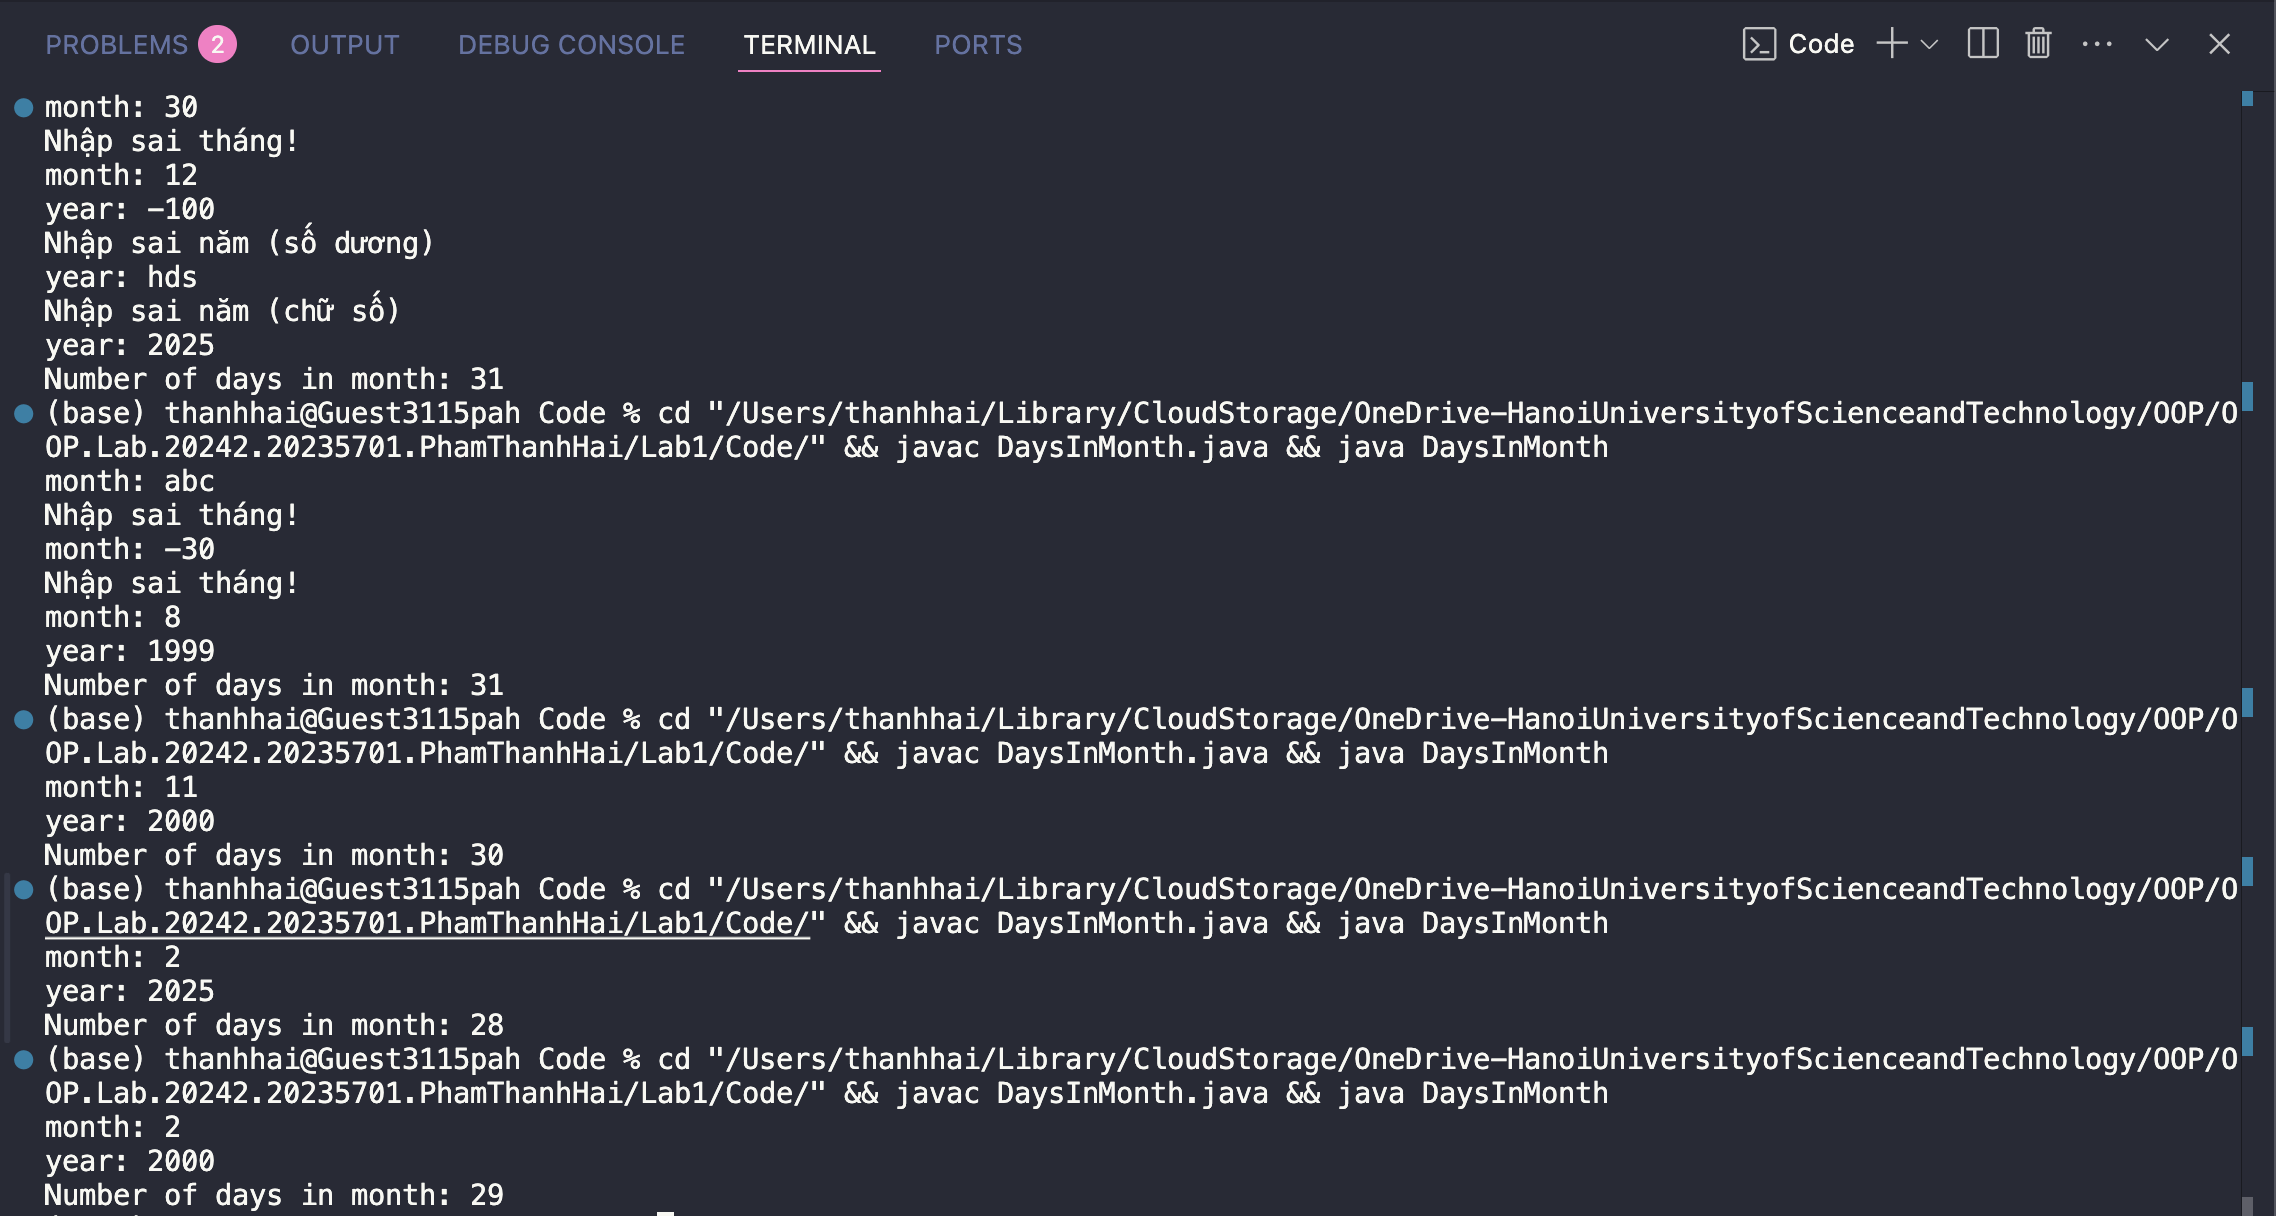 PROBLEMS 2 OUTPUT DEBUG CONSOLE TERMINAL PORTS Code
month: 30
Nhập sai tháng!
month: 12
year: -100
Nhập sai năm (số dương)
year: hds
Nhập sai năm (chữ số)
year: 2025
Number of days in month: 31
(base) thanhhai@Guest3115pah Code % cd "/Users/thanhhai/Library/CloudStorage/OneDrive-HanoiUniversityofScienceandTechnology/OOP/O
OP.Lab.20242.20235701.PhamThanhHai/Lab1/Code/" && javac DaysInMonth.java && java DaysInMonth
month: abc
Nhập sai tháng!
month: -30
Nhập sai tháng!
month: 8
year: 1999
Number of days in month: 31
(base) thanhhai@Guest3115pah Code % cd "/Users/thanhhai/Library/CloudStorage/OneDrive-HanoiUniversityofScienceandTechnology/OOP/O
OP.Lab.20242.20235701.PhamThanhHai/Lab1/Code/" && javac DaysInMonth.java && java DaysInMonth
month: 11
year: 2000
Number of days in month: 30
(base) thanhhai@Guest3115pah Code % cd "/Users/thanhhai/Library/CloudStorage/OneDrive-HanoiUniversityofScienceandTechnology/OOP/O
OP.Lab.20242.20235701.PhamThanhHai/Lab1/Code/" && javac DaysInMonth.java && java DaysInMonth
month: 2
year: 2025
Number of days in month: 28
(base) thanhhai@Guest3115pah Code % cd "/Users/thanhhai/Library/CloudStorage/OneDrive-HanoiUniversityofScienceandTechnology/OOP/O
OP.Lab.20242.20235701.PhamThanhHai/Lab1/Code/" && javac DaysInMonth.java && java DaysInMonth
month: 2
year: 2000
Number of days in month: 29